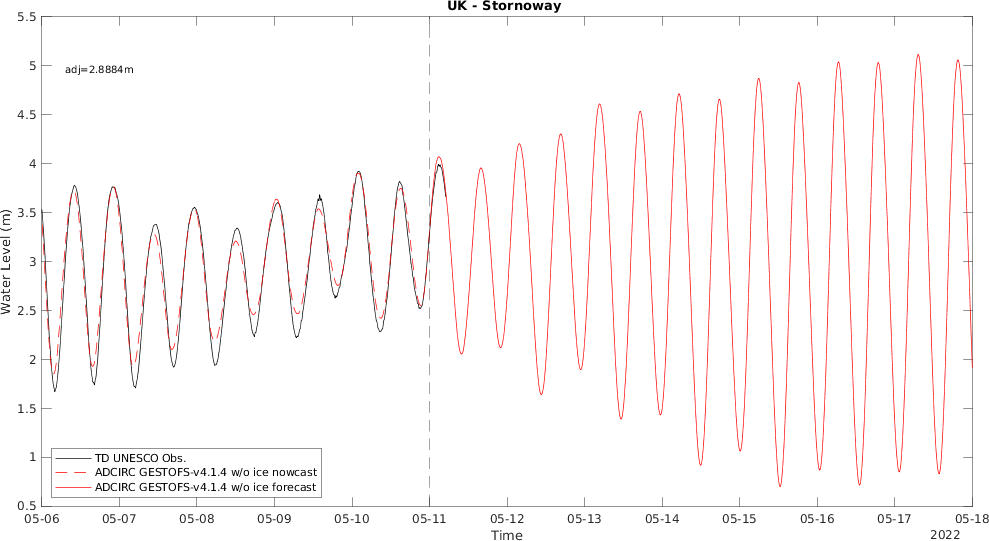 UK - Stornoway
adj=2.8884m
Water Level (m)
5.5
5
4.5
4
3.5
3
2.5
2
1.5
1
0.5
TD UNESCO Obs.
ADCIRC GESTOFS-v4.1.4 w/o ice nowcast
ADCIRC GESTOFS-v4.1.4 w/o ice forecast
05-06 05-07 05-08 05-09 05-10 05-11 05-12 05-13 05-14 05-15 05-16 05-17 05-18
Time
2022